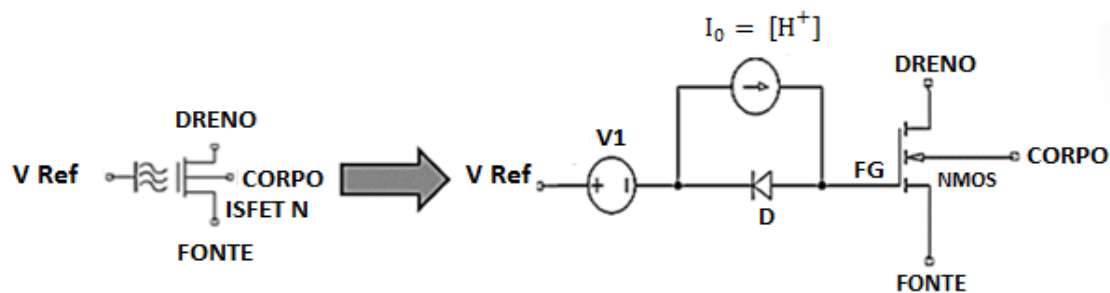 DRENO
V Ref
CORPO
ISFET N
FONTE
I₀ = [H⁺]
DRENO
V1
V Ref
+ −
FG
CORPO
NMOS
D
FONTE